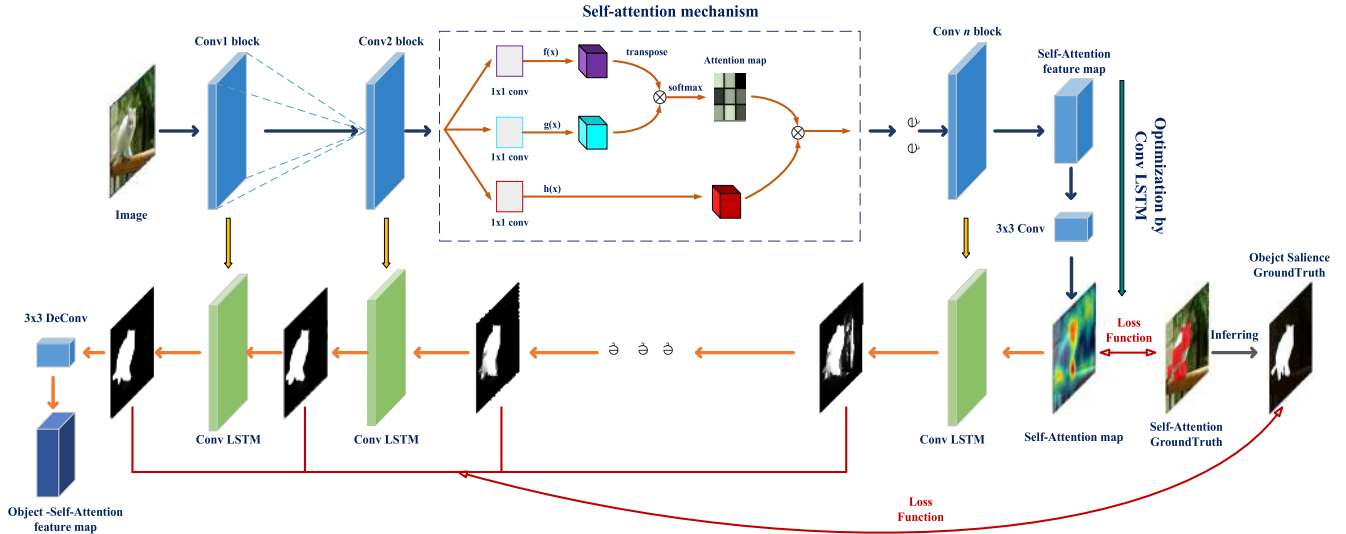 Self-attention mechanism
Conv1 block
Conv2 block
Conv n block
Self-Attention
feature map
f(x)
transpose
Attention map
1x1 conv
softmax
g(x)
1x1 conv
h(x)
1x1 conv
Image
Optimization by
Conv LSTM
3x3 Conv
Obejct Salience
GroundTruth
3x3 DeConv
Loss
Function
Inferring
Conv LSTM
Conv LSTM
Conv LSTM
Self-Attention map
Self-Attention
GroundTruth
Object -Self-Attention
feature map
Loss
Function